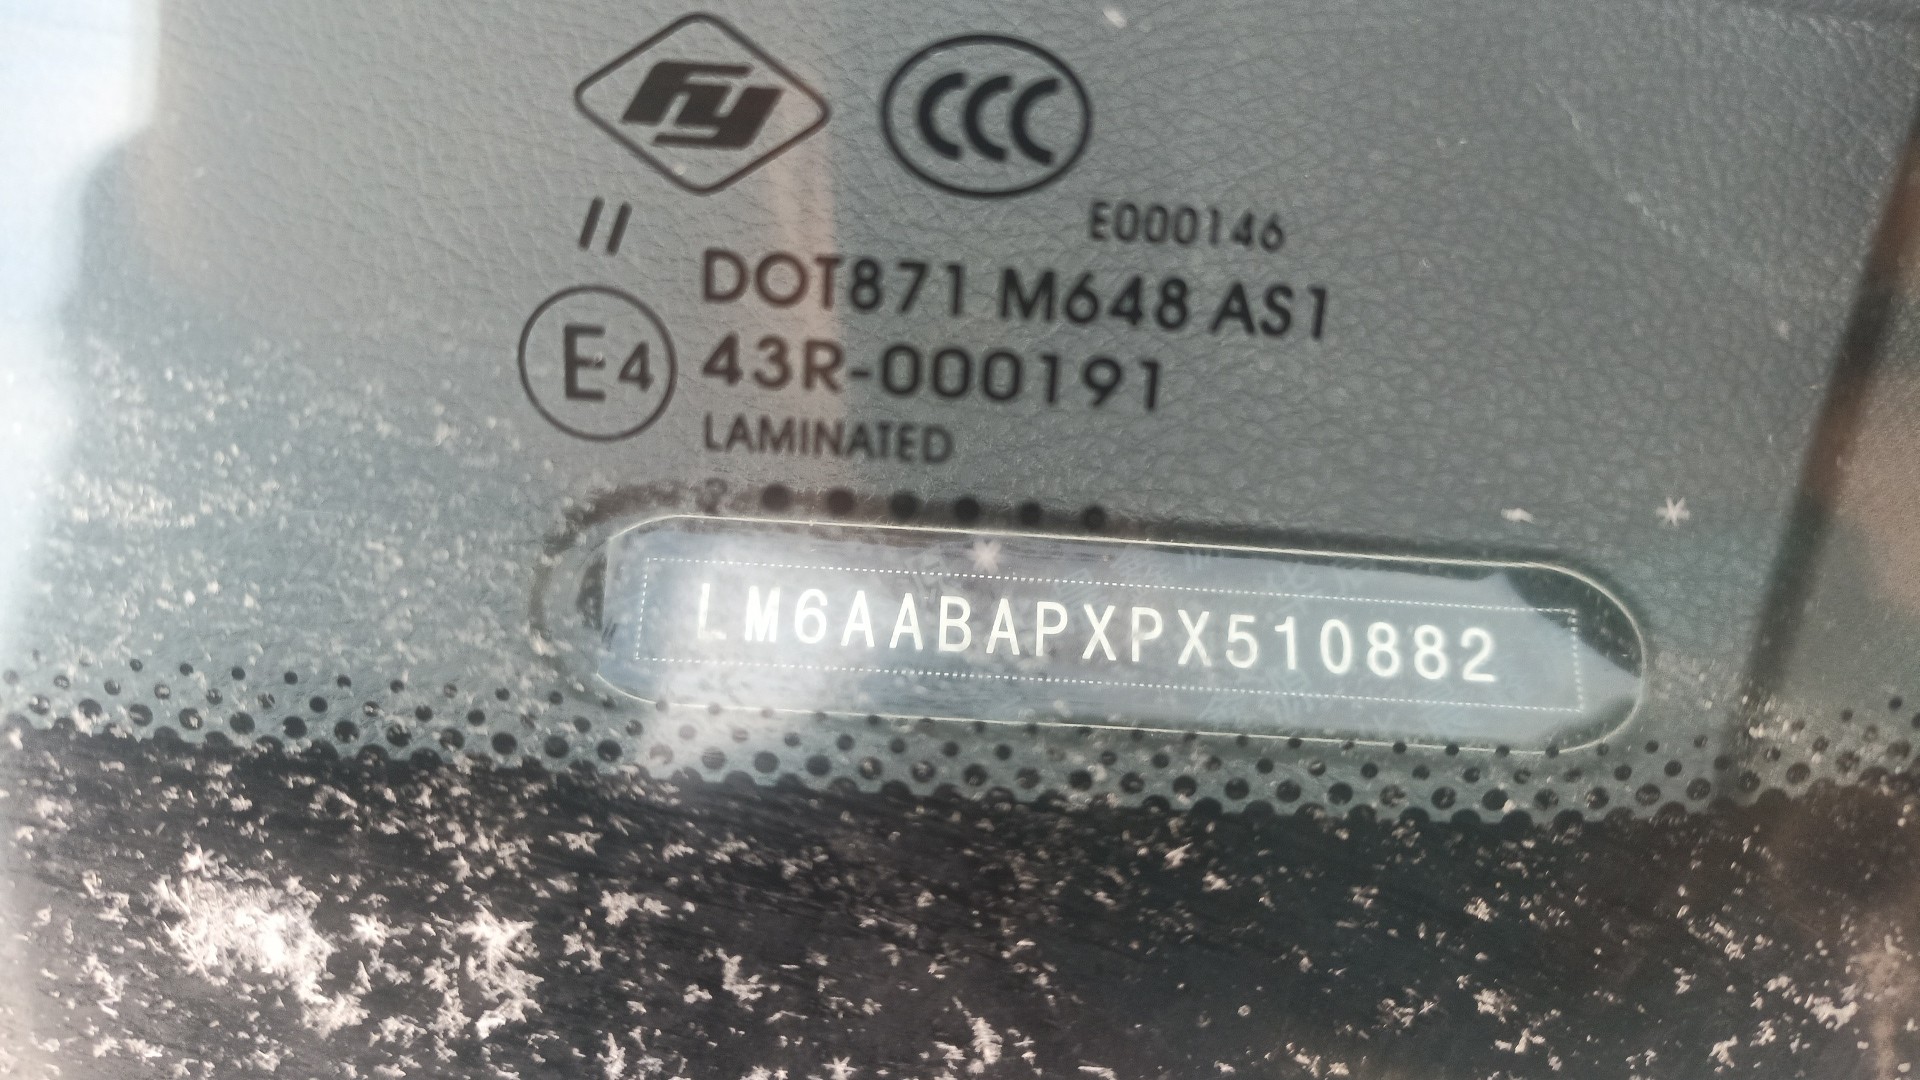 fy
CCC
E000146
//
DOT871 M648 AS1
E4 43R-000191
LAMINATED
LM6AABAPXPX510882